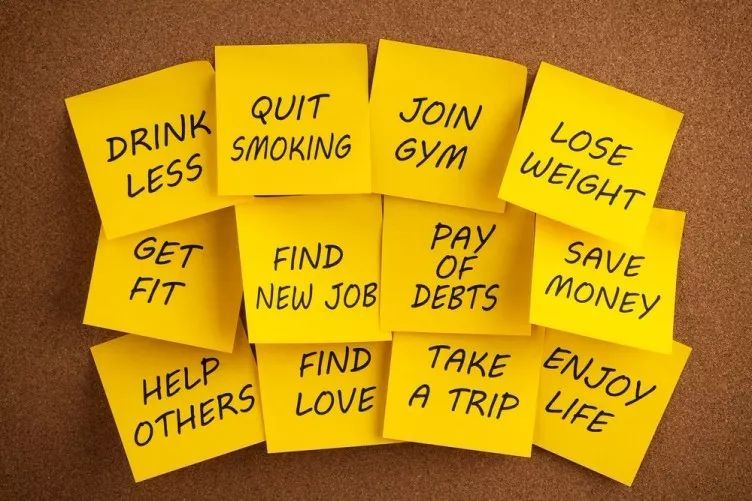 DRINK
LESS
QUIT
SMOKING
JOIN
GYM
LOSE
WEIGHT
GET
FIT
FIND
NEW JOB
PAY
OF
DEBTS
SAVE
MONEY
HELP
OTHERS
FIND
LOVE
TAKE
A TRIP
ENJOY
LIFE